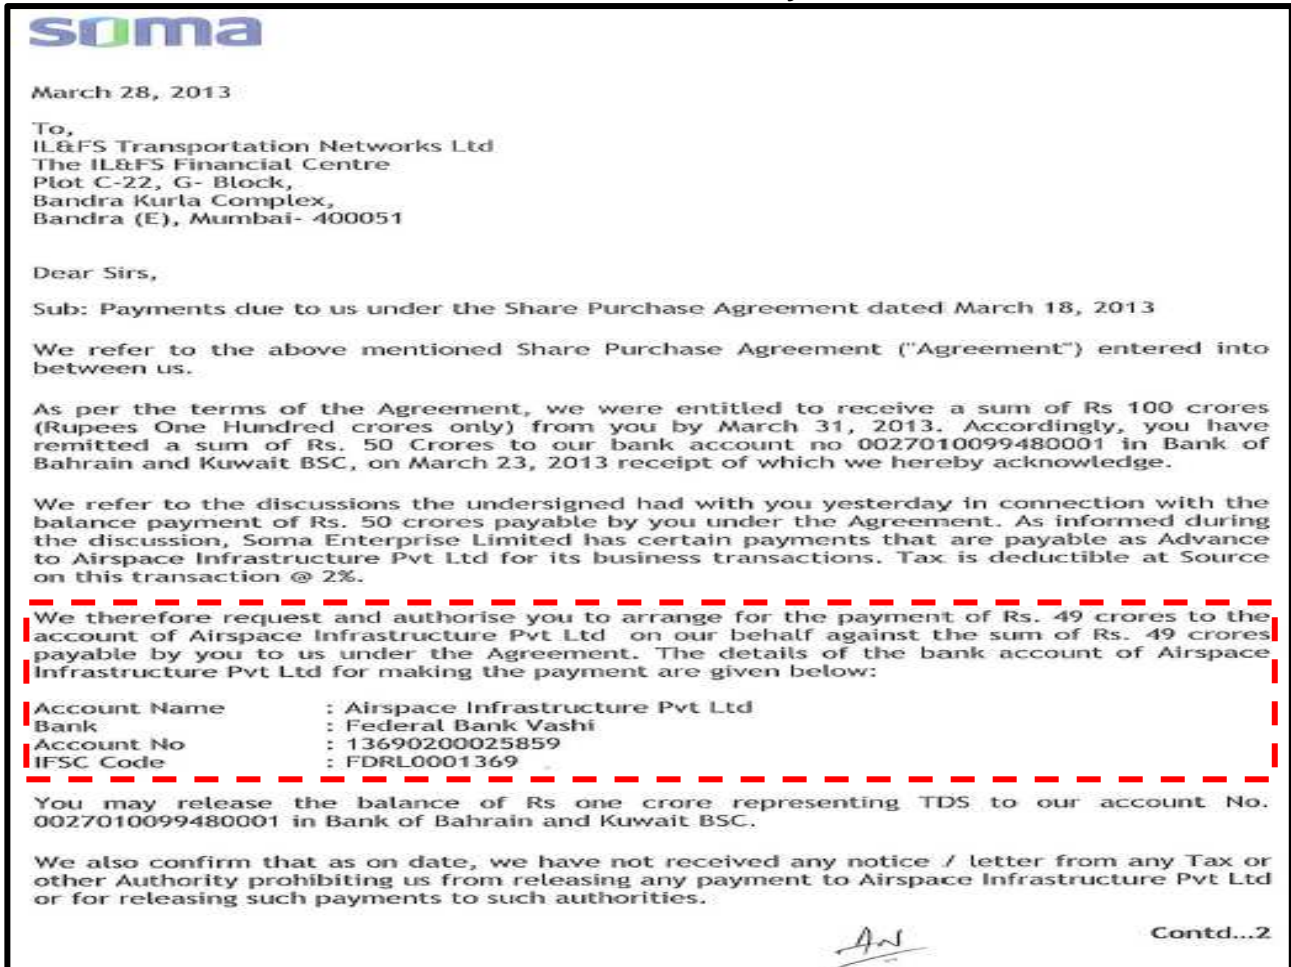 soma
March 28, 2013
To,
IL&FS Transportation Networks Ltd
The IL&FS Financial Centre
Plot C-22, G- Block,
Bandra Kurla Complex,
Bandra (E), Mumbai- 400051
Dear Sirs,
Sub: Payments due to us under the Share Purchase Agreement dated March 18, 2013
We refer to the above mentioned Share Purchase Agreement ("Agreement") entered into
between us.
As per the terms of the Agreement, we were entitled to receive a sum of Rs 100 crores
(Rupees One Hundred crores only) from you by March 31, 2013. Accordingly, you have
remitted a sum of Rs. 50 Crores to our bank account no 0027010099480001 in Bank of
Bahrain and Kuwait BSC, on March 23, 2013 receipt of which we hereby acknowledge.
We refer to the discussions the undersigned had with you yesterday in connection with the
balance payment of Rs. 50 crores payable by you under the Agreement. As informed during
the discussion, Soma Enterprise Limited has certain payments that are payable as Advance
to Airspace Infrastructure Pvt Ltd for its business transactions. Tax is deductible at Source
on this transaction @ 2%.
We therefore request and authorise you to arrange for the payment of Rs. 49 crores to the
account of Airspace Infrastructure Pvt Ltd on our behalf against the sum of Rs. 49 crores
payable by you to us under the Agreement. The details of the bank account of Airspace
Infrastructure Pvt Ltd for making the payment are given below:
Account Name : Airspace Infrastructure Pvt Ltd
Bank : Federal Bank Vashi
Account No : 13690200025859
IFSC Code : FDRL0001369
You may release the balance of Rs one crore representing TDS to our account No.
0027010099480001 in Bank of Bahrain and Kuwait BSC.
We also confirm that as on date, we have not received any notice / letter from any Tax or
other Authority prohibiting us from releasing any payment to Airspace Infrastructure Pvt Ltd
or for releasing such payments to such authorities.
Contd...2